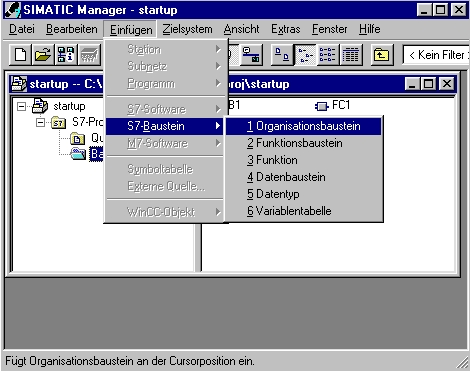 SIMATIC Manager - startup
Datei Bearbeiten Einfügen Zielsystem Ansicht Extras Fenster Hilfe
< Kein Filter
Station
Subnetz
Programm
S7-Software
S7-Baustein
M7-Software
Symboltabelle
Externe Quelle...
WinCC-Objekt
1 Organisationsbaustein
2 Funktionsbaustein
3 Funktion
4 Datenbaustein
5 Datentyp
6 Variablentabelle
startup -- C:\ proj\startup
startup
S7-Pro
Qu
Ba
B1 FC1
Fügt Organisationsbaustein an der Cursorposition ein.